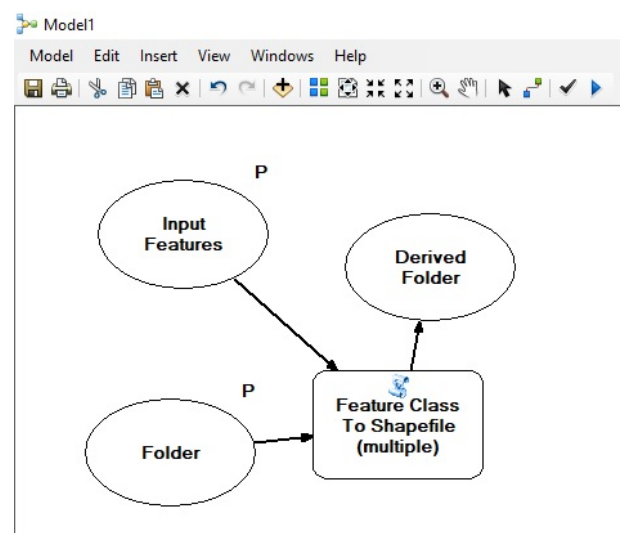 Model1
Model Edit Insert View Windows Help
P
Input
Features
Derived
Folder
P
Feature Class
To Shapefile
(multiple)
Folder